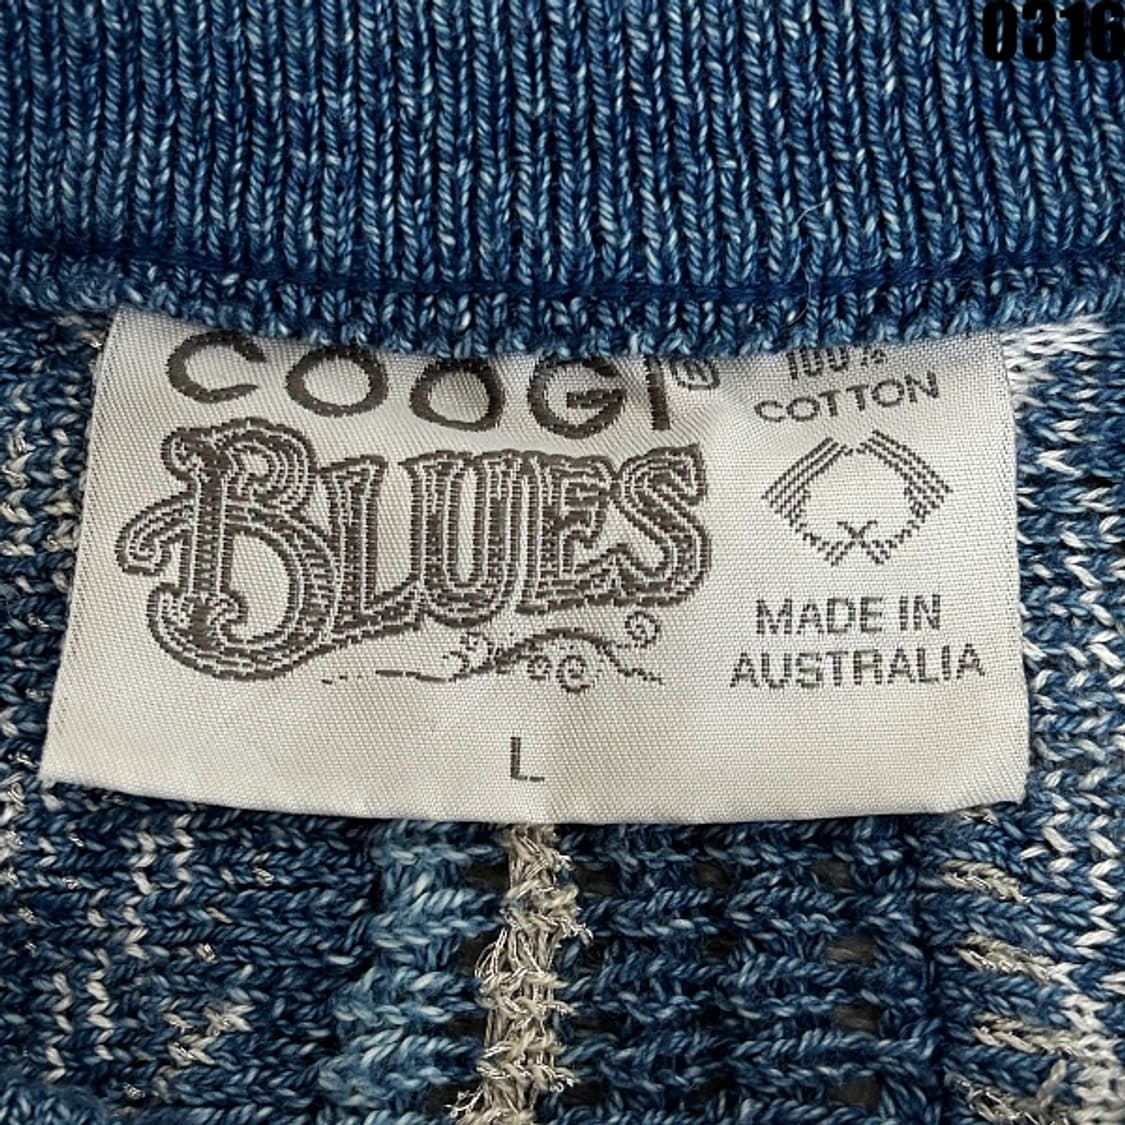 0316
COOGI®
BLUES
100%
COTTON
MADE IN
AUSTRALIA
L